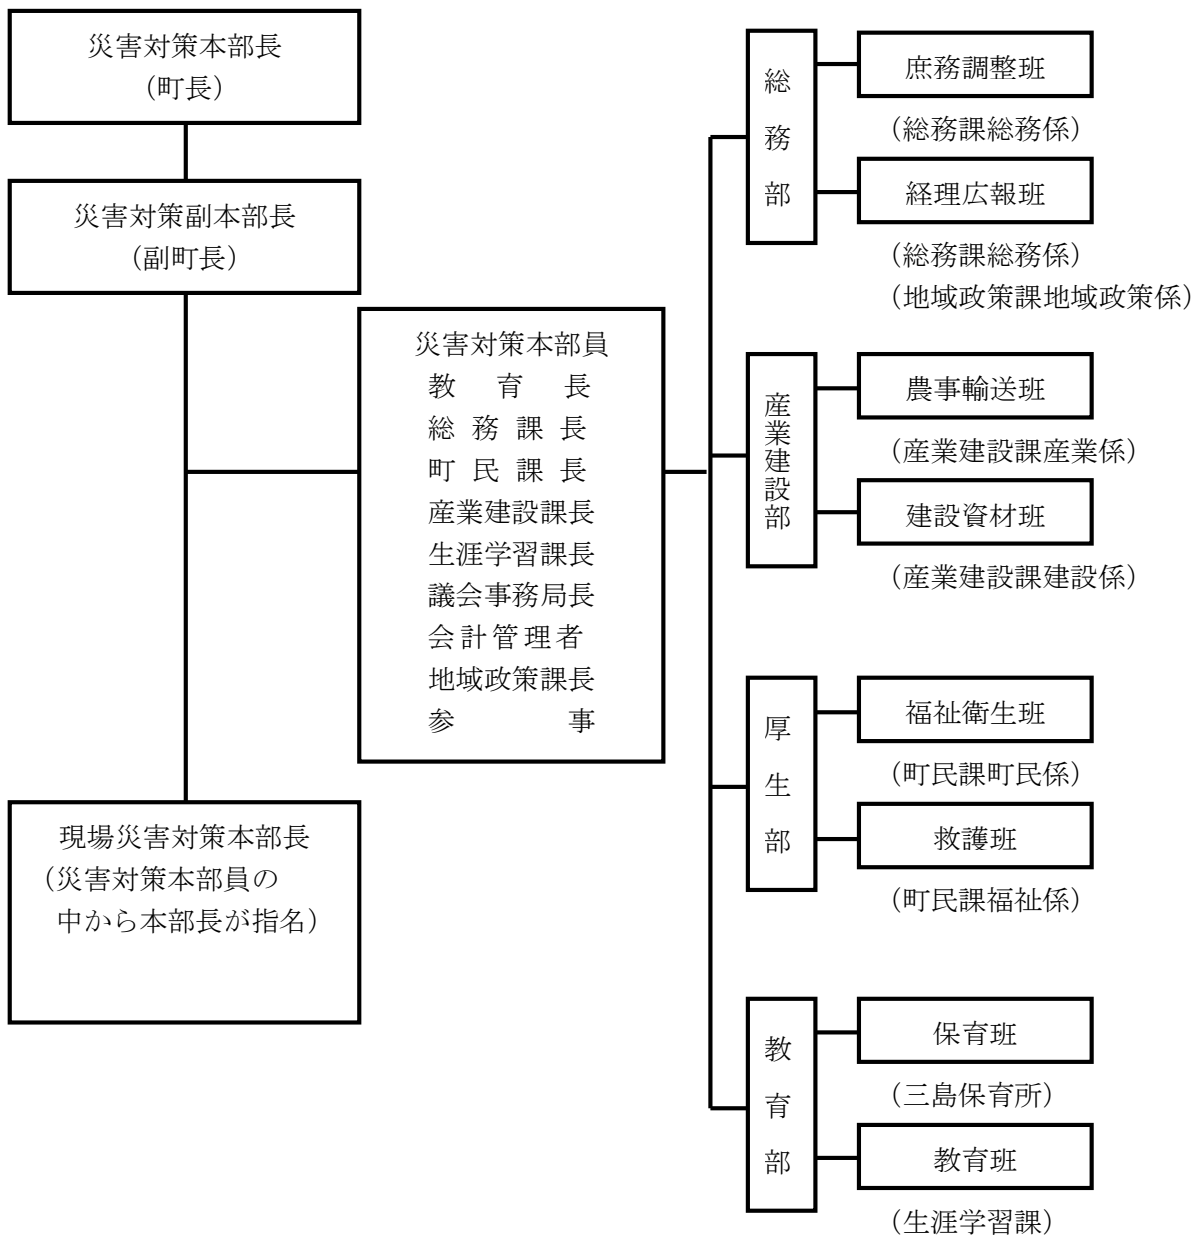 災害対策本部長
（町長）
災害対策副本部長
（副町長）
災害対策本部員
教育長
総務課長
町民課長
産業建設課長
生涯学習課長
議会事務局長
会計管理者
地域政策課長
参事
現場災害対策本部長
（災害対策本部員の
中から本部長が指名）
総務部
庶務調整班
（総務課総務係）
経理広報班
（総務課総務係）
（地域政策課地域政策係）
産業建設部
農事輸送班
（産業建設課産業係）
建設資材班
（産業建設課建設係）
厚生部
福祉衛生班
（町民課町民係）
救護班
（町民課福祉係）
教育部
保育班
（三島保育所）
教育班
（生涯学習課）